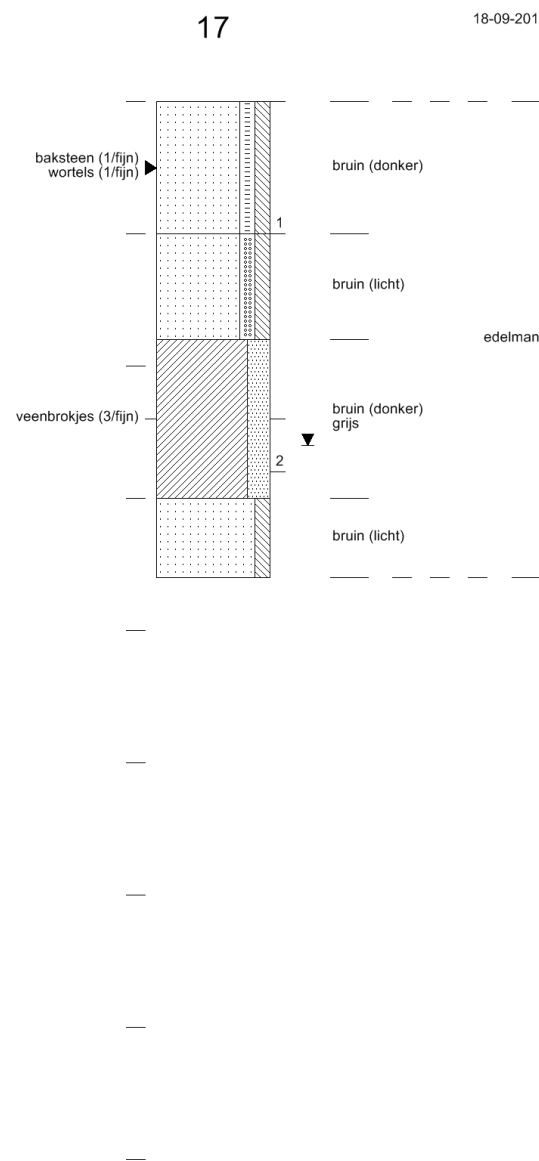 17
18-09-201
baksteen (1/fijn)
wortels (1/fijn)
bruin (donker)
1
bruin (licht)
edelman
veenbrokjes (3/fijn)
bruin (donker)
grijs
2
bruin (licht)